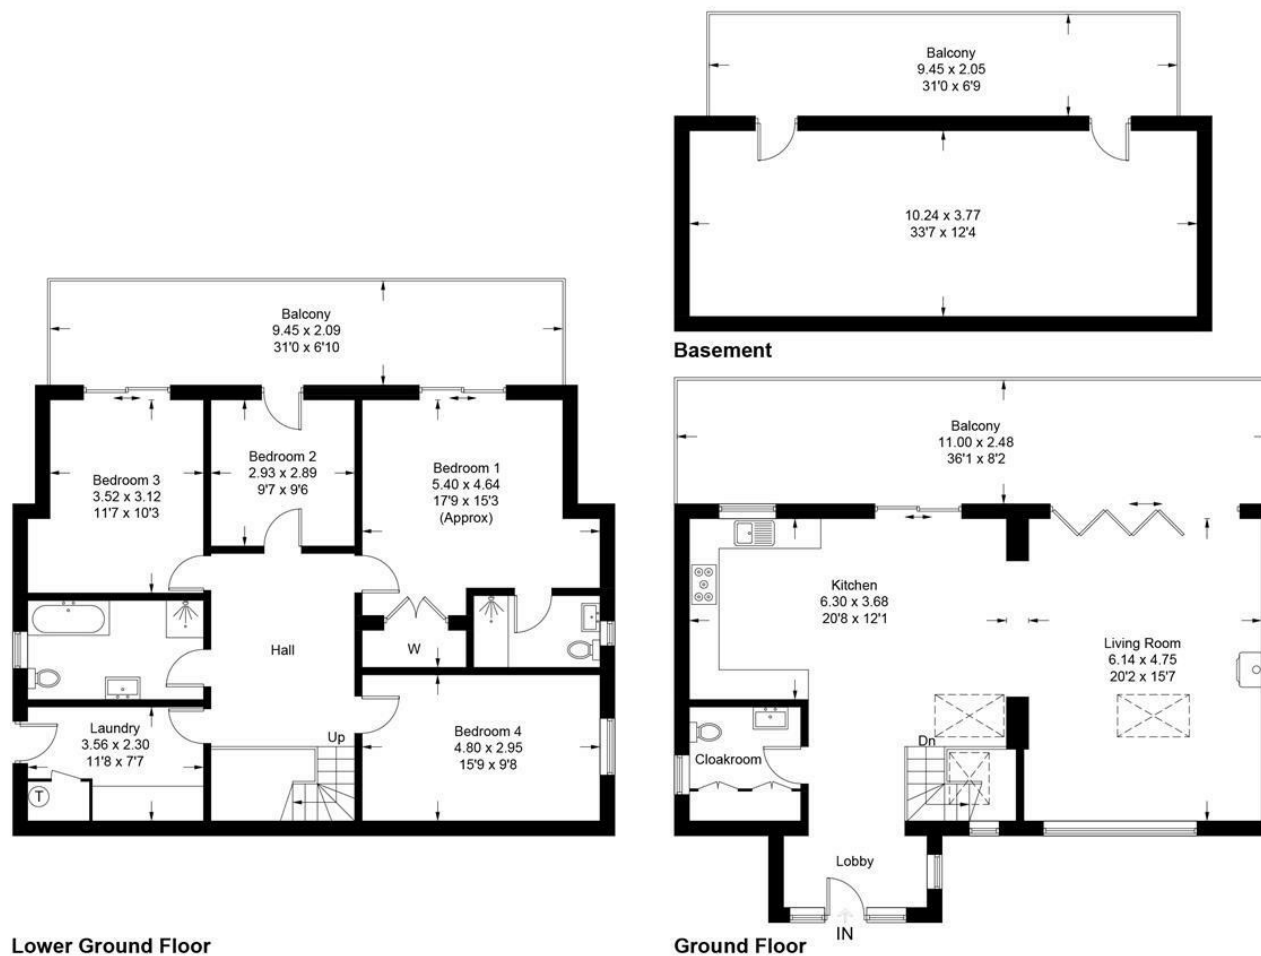 Balcony
9.45 x 2.05
31'0 x 6'9
10.24 x 3.77
33'7 x 12'4
Basement
Balcony
9.45 x 2.09
31'0 x 6'10
Bedroom 3
3.52 x 3.12
11'7 x 10'3
Bedroom 2
2.93 x 2.89
9'7 x 9'6
Bedroom 1
5.40 x 4.64
17'9 x 15'3
(Approx)
Hall
W
Laundry
3.56 x 2.30
11'8 x 7'7
T
Up
Bedroom 4
4.80 x 2.95
15'9 x 9'8
Lower Ground Floor
Balcony
11.00 x 2.48
36'1 x 8'2
Kitchen
6.30 x 3.68
20'8 x 12'1
Living Room
6.14 x 4.75
20'2 x 15'7
Cloakroom
Dn
Lobby
IN
Ground Floor